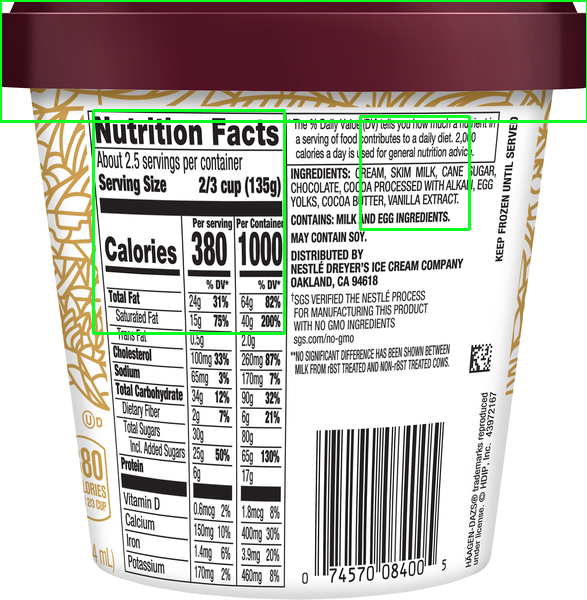 Nutrition Facts
About 2.5 servings per container
Serving Size 2/3 cup (135g)
Per serving Per Container
Calories 380 1000
% DV* % DV*
Total Fat 24g 31% 64g 82%
Saturated Fat 15g 75% 40g 200%
Trans Fat 0.5g 2.0g
Cholesterol 100mg 33% 260mg 87%
Sodium 65mg 3% 170mg 7%
Total Carbohydrate 34g 12% 90g 32%
Dietary Fiber 2g 7% 6g 21%
Total Sugars 30g 80g
Incl. Added Sugars 25g 50% 65g 130%
Protein 6g 17g
Vitamin D 0.6mcg 2% 1.8mcg 8%
Calcium 150mg 10% 400mg 30%
Iron 1.4mg 6% 3.9mg 20%
Potassium 170mg 2% 460mg 8%
*The % Daily Value (DV) tells you how much a nutrient in
a serving of food contributes to a daily diet. 2,000
calories a day is used for general nutrition advice.
INGREDIENTS: CREAM, SKIM MILK, CANE SUGAR,
CHOCOLATE, COCOA PROCESSED WITH ALKALI, EGG
YOLKS, COCOA BUTTER, VANILLA EXTRACT.
CONTAINS: MILK AND EGG INGREDIENTS.
MAY CONTAIN SOY.
DISTRIBUTED BY
NESTLÉ DREYER'S ICE CREAM COMPANY
OAKLAND, CA 94618
†SGS VERIFIED THE NESTLÉ PROCESS
FOR MANUFACTURING THIS PRODUCT
WITH NO GMO INGREDIENTS
sgs.com/no-gmo
**NO SIGNIFICANT DIFFERENCE HAS BEEN SHOWN BETWEEN
MILK FROM rBST TREATED AND NON-rBST TREATED COWS.
KEEP FROZEN UNTIL SERVED
HÄAGEN-DAZS® trademarks reproduced
under license. © HDIP, Inc. 43972167
0 74570 08400 5
U D
80
ORIES
2/3 CUP
4 mL)